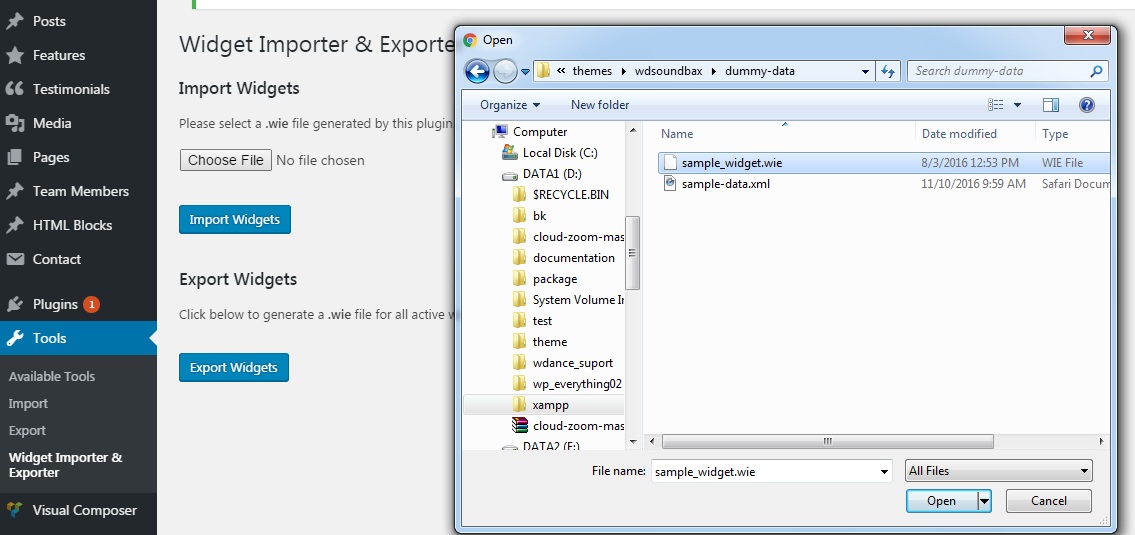 Posts
Features
Testimonials
Media
Pages
Team Members
HTML Blocks
Contact
Plugins 1
Tools
Available Tools
Import
Export
Widget Importer &
Exporter
Visual Composer
Widget Importer & Exporte
Import Widgets
Please select a .wie file generated by this plugin
Choose File No file chosen
Import Widgets
Export Widgets
Click below to generate a .wie file for all active w
Export Widgets
Open
« themes wdsoundbax dummy-data
Search dummy-data
Organize New folder
Computer
Local Disk (C:)
DATA1 (D:)
$RECYCLE.BIN
bk
cloud-zoom-mas
documentation
package
System Volume Ir
test
theme
wdance_suport
wp_everything02
xampp
cloud-zoom-mas
DATA2 (E:)
Name Date modified Type
sample_widget.wie 8/3/2016 12:53 PM WIE File
sample-data.xml 11/10/2016 9:59 AM Safari Docum
File name: sample_widget.wie All Files
Open Cancel